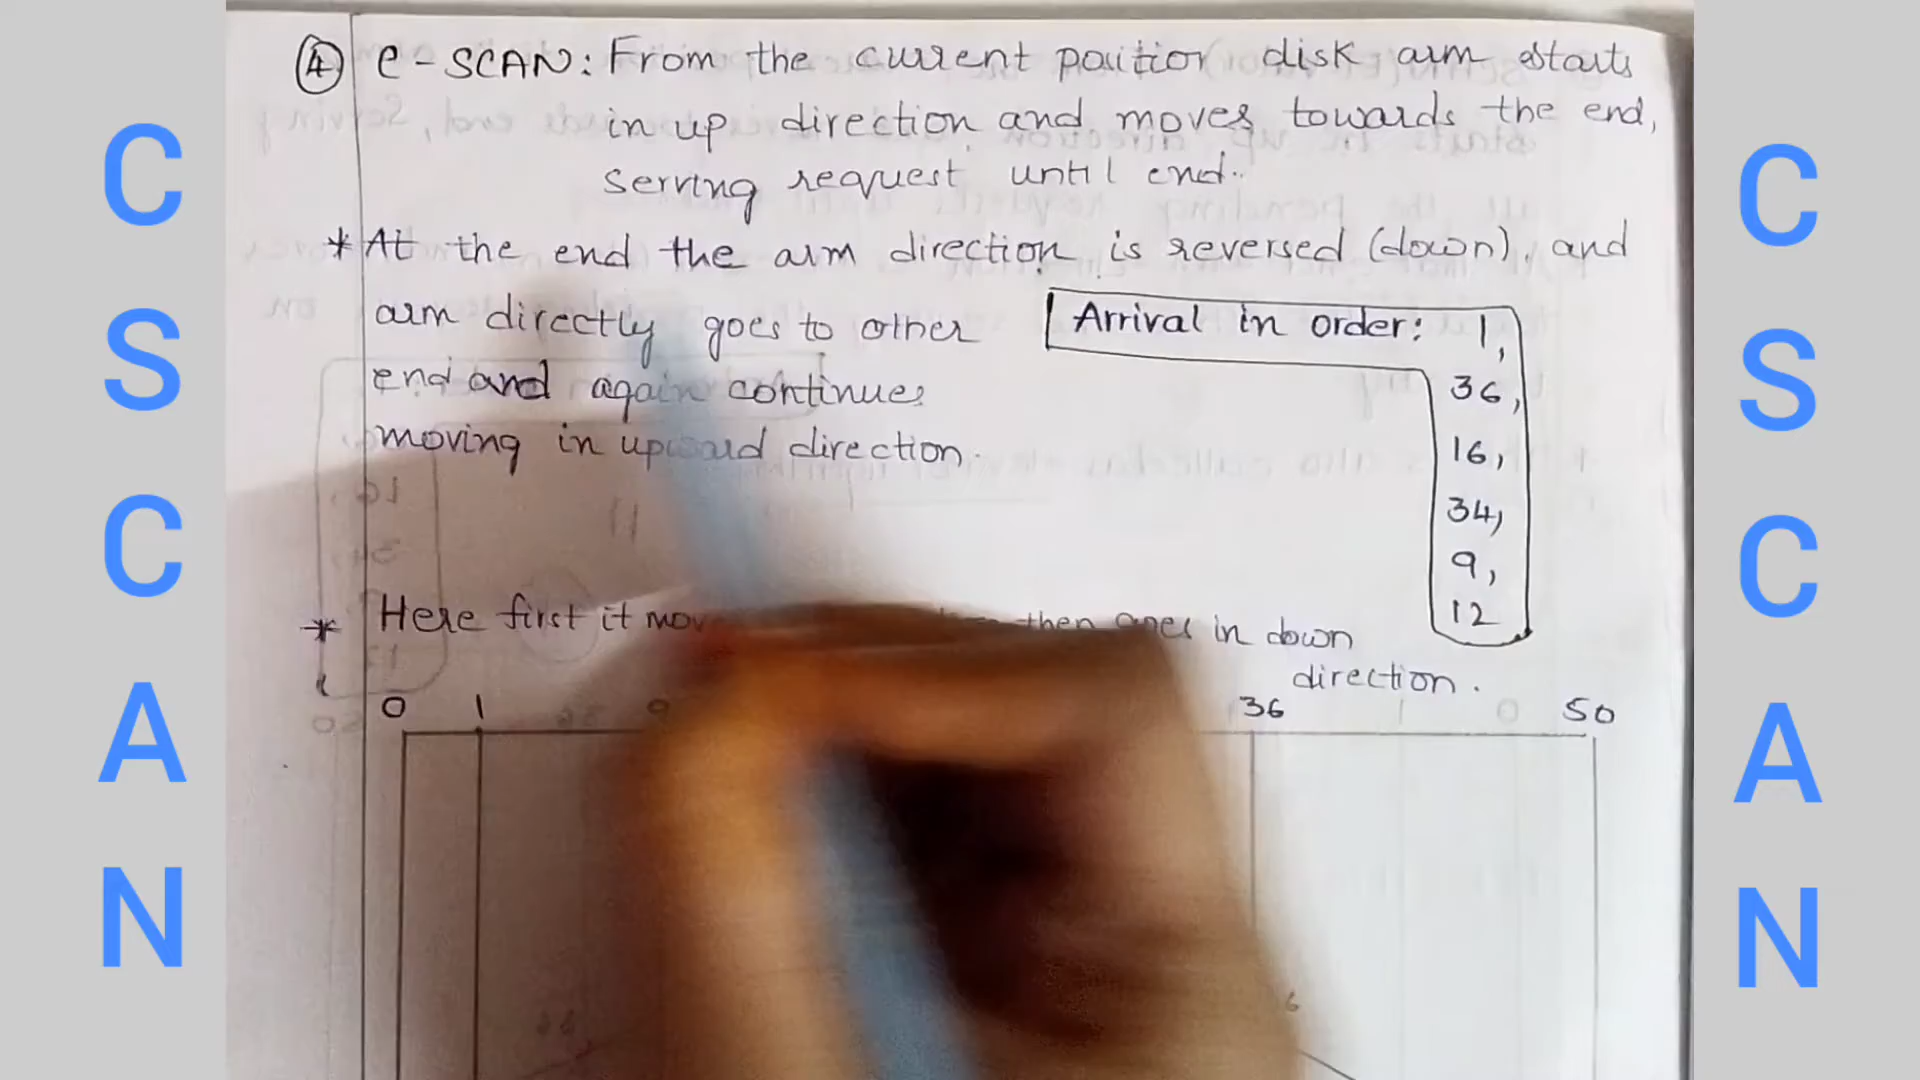 ④ C-SCAN: From the current position disk arm starts
in up direction and moves towards the end,
serving request until end.
* At the end the arm direction is reversed (down), and
arm directly goes to other
end and again continues
moving in upward direction.
Arrival in order: 1,
36,
16,
34,
9,
12
* Here first it then goes in down
direction.
0 1 9 36 50
C
S
C
A
N
C
S
C
A
N